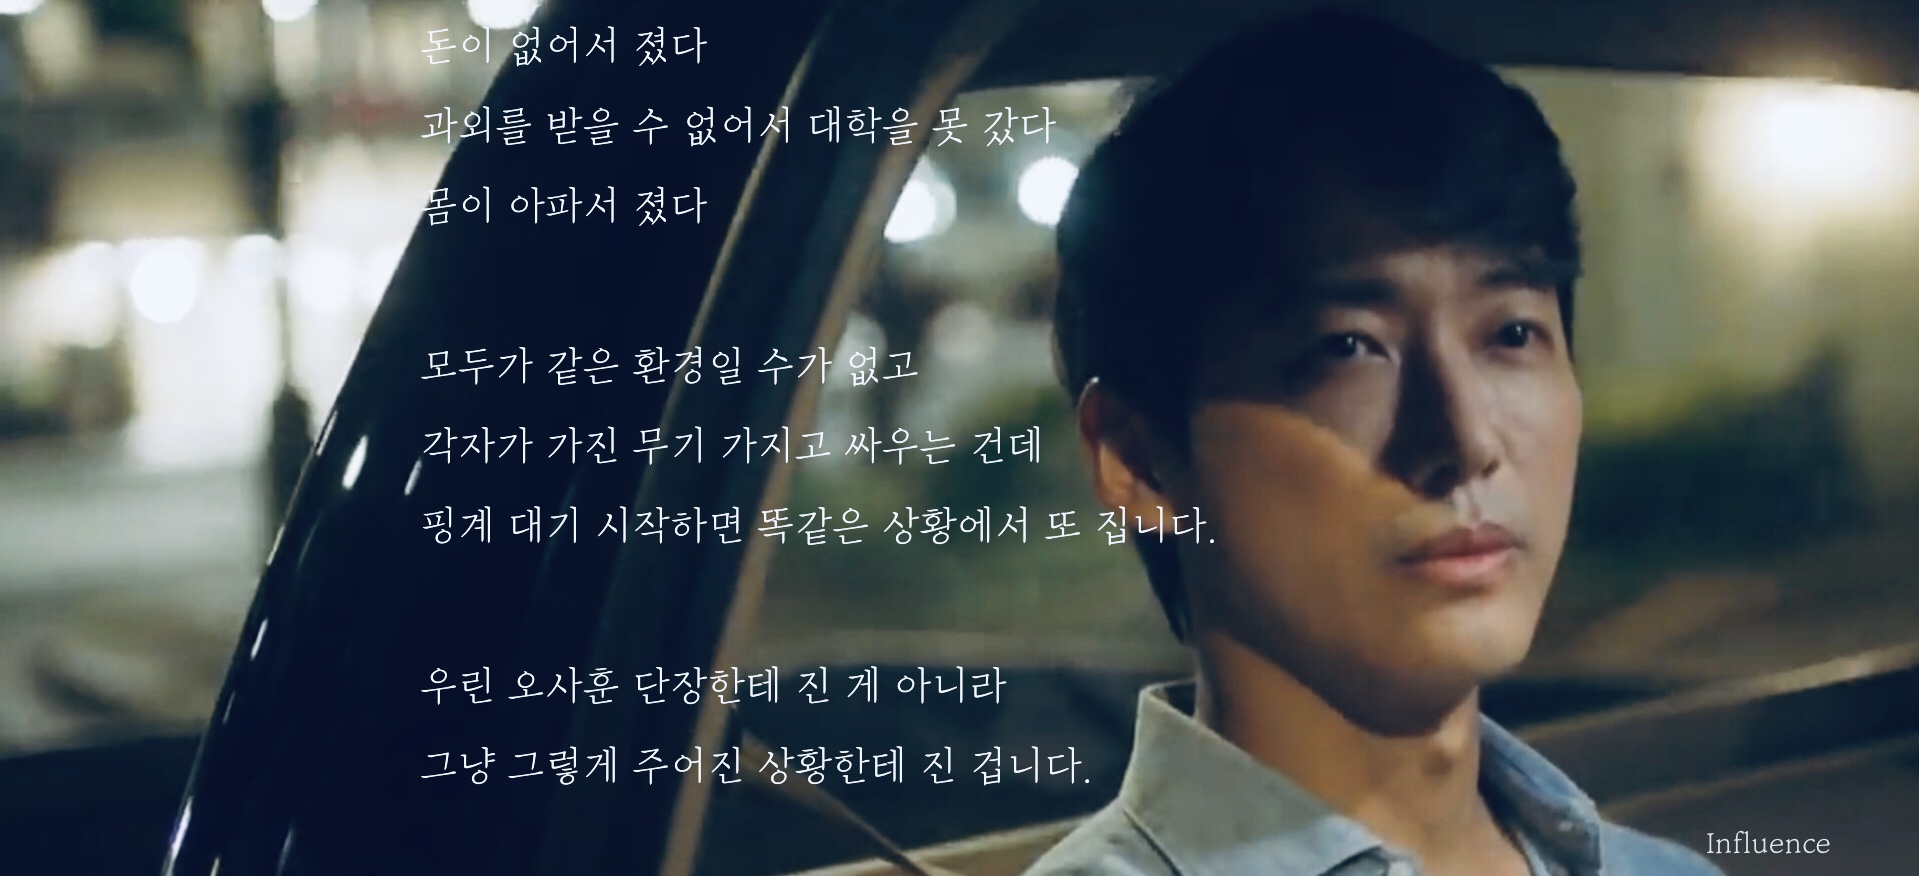 돈이 없어서 졌다
과외를 받을 수 없어서 대학을 못 갔다
몸이 아파서 졌다
모두가 같은 환경일 수가 없고
각자가 가진 무기 가지고 싸우는 건데
핑계 대기 시작하면 똑같은 상황에서 또 집니다.
우린 오사훈 단장한테 진 게 아니라
그냥 그렇게 주어진 상황한테 진 겁니다.
Influence